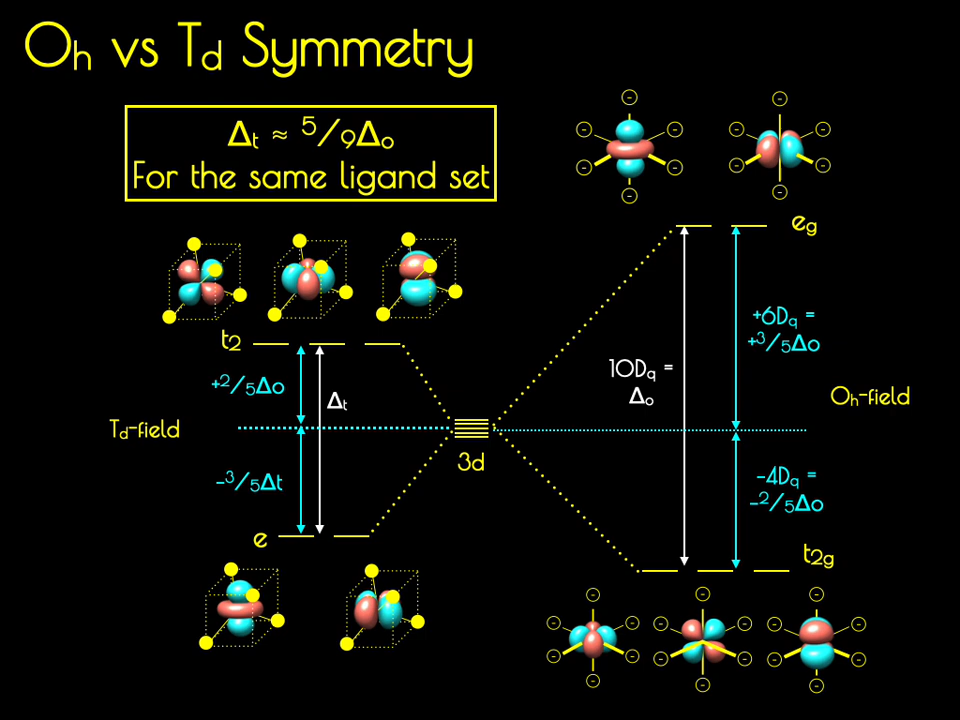 Oh vs Td Symmetry
Δt ≈ 5/9Δo
For the same ligand set
eg
t2
+6Dq =
+3/5Δo
10Dq =
Δo
+2/5Δo
Δt
Oh-field
Td-field
3d
-3/5Δt
-4Dq =
-2/5Δo
e
t2g